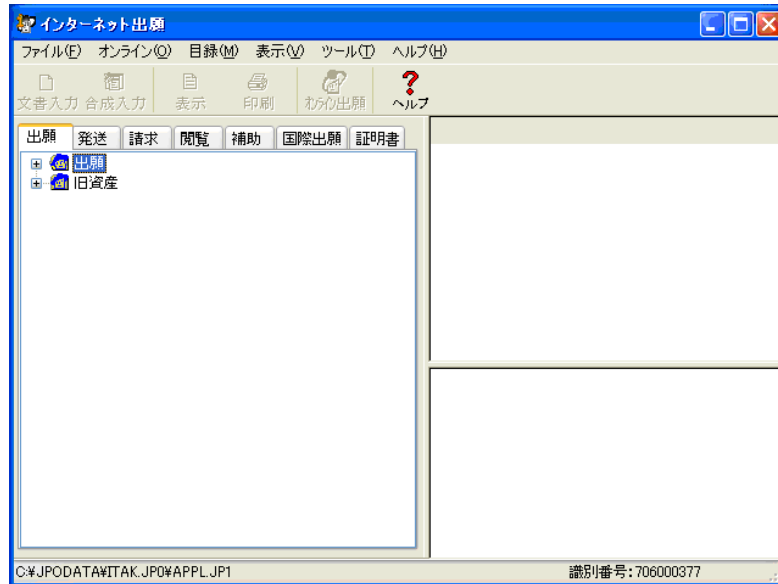 インターネット出願
ファイル(F) オンライン(O) 目録(M) 表示(V) ツール(T) ヘルプ(H)
文書入力 合成入力 表示 印刷 オンライン出願 ヘルプ
出願 発送 請求 閲覧 補助 国際出願 証明書
出願
旧資産
C:¥JPODATA¥ITAK.JP0¥APPL.JP1 識別番号:706000377